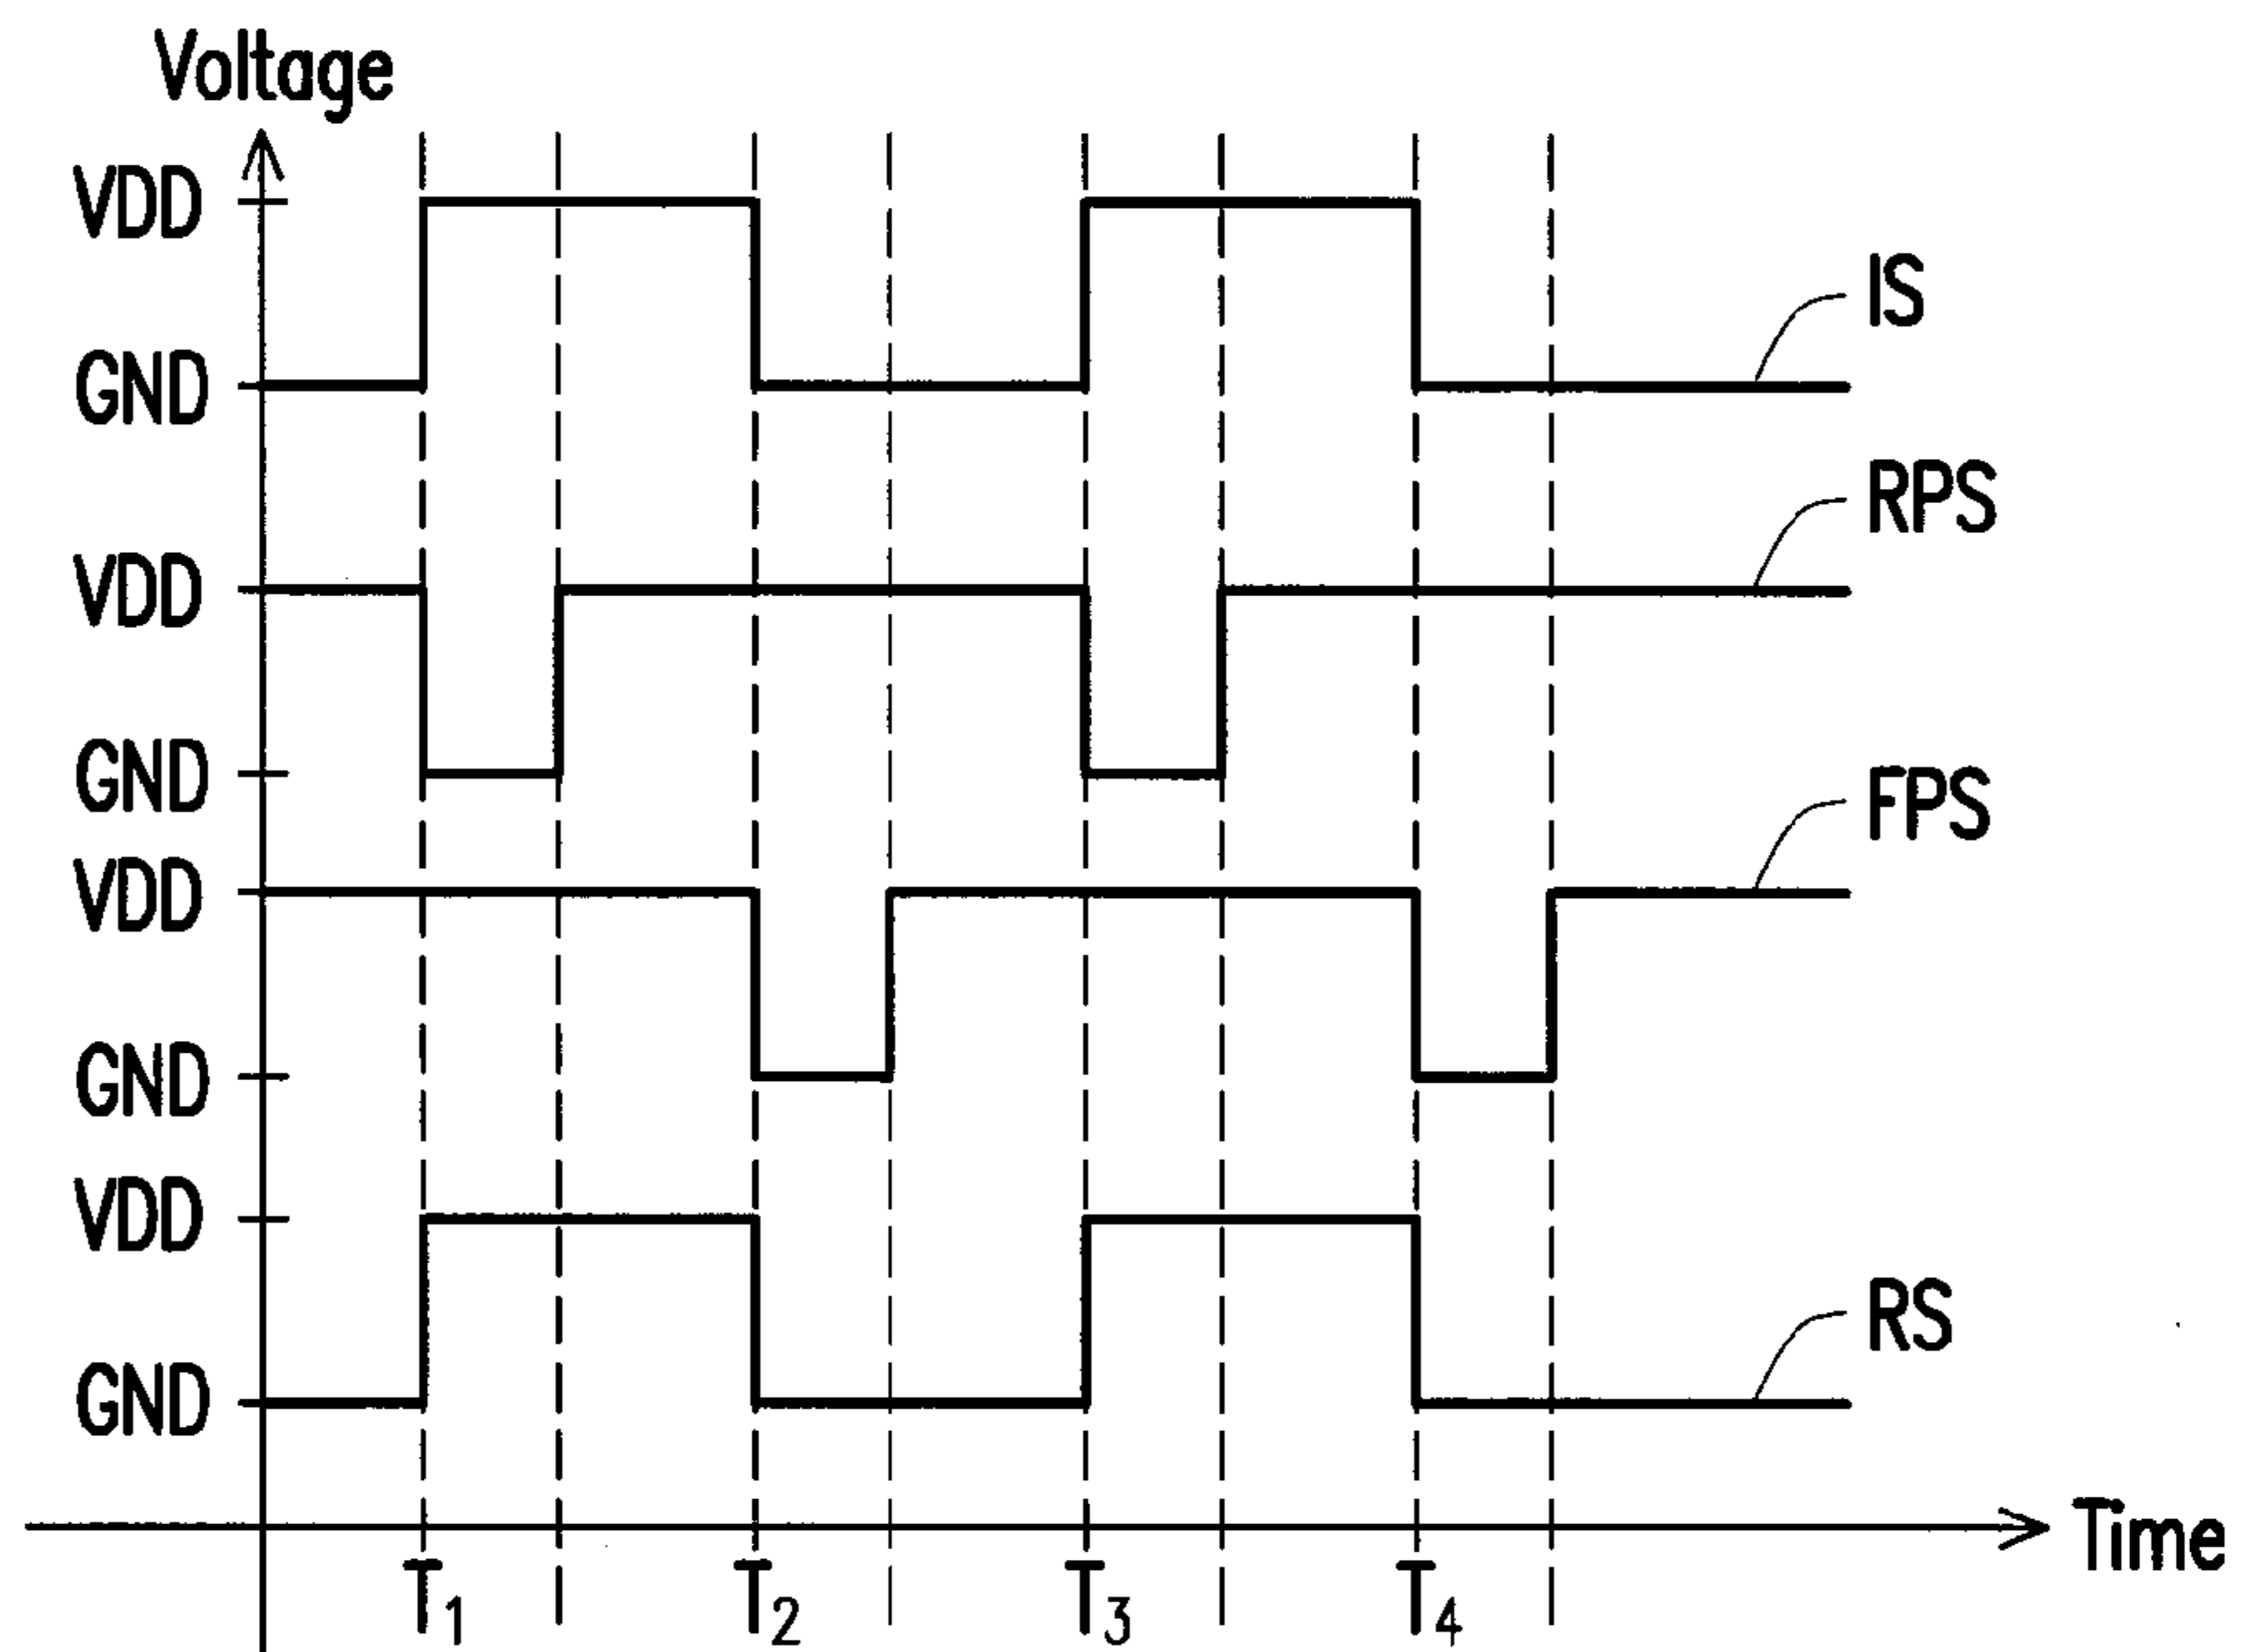 Voltage
VDD
GND
IS
RPS
VDD
GND
FPS
VDD
GND
VDD
RS
GND
Time
T1
T2
T3
T4